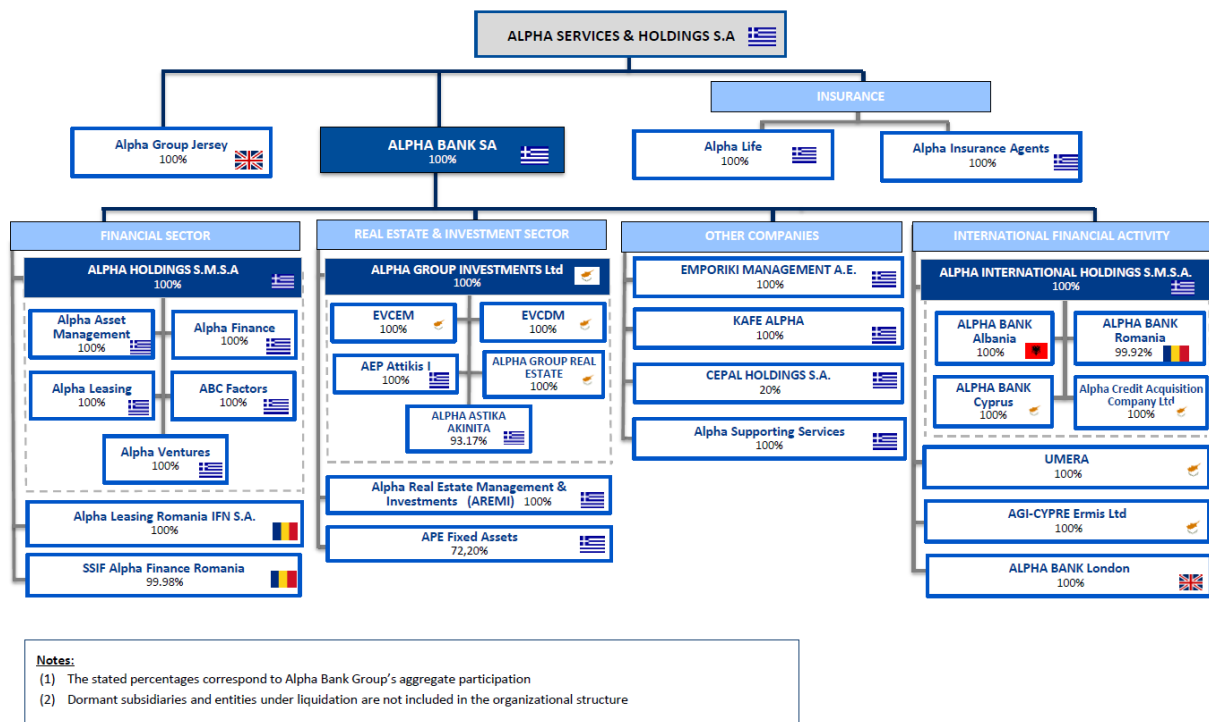 ALPHA SERVICES & HOLDINGS S.A
INSURANCE
Alpha Group Jersey
100%
ALPHA BANK SA
100%
Alpha Life
100%
Alpha Insurance Agents
100%
FINANCIAL SECTOR
ALPHA HOLDINGS S.M.S.A
100%
Alpha Asset
Management
100%
Alpha Finance
100%
Alpha Leasing
100%
ABC Factors
100%
Alpha Ventures
100%
Alpha Leasing Romania IFN S.A.
100%
SSIF Alpha Finance Romania
99.98%
REAL ESTATE & INVESTMENT SECTOR
ALPHA GROUP INVESTMENTS Ltd
100%
EVCEM
100%
EVCDM
100%
AEP Attikis I
100%
ALPHA GROUP REAL
ESTATE
100%
ALPHA ASTIKA
AKINITA
93.17%
Alpha Real Estate Management &
Investments (AREMI) 100%
APE Fixed Assets
72,20%
OTHER COMPANIES
EMPORIKI MANAGEMENT A.E.
100%
KAFE ALPHA
100%
CEPAL HOLDINGS S.A.
20%
Alpha Supporting Services
100%
INTERNATIONAL FINANCIAL ACTIVITY
ALPHA INTERNATIONAL HOLDINGS S.M.S.A.
100%
ALPHA BANK
Albania
100%
ALPHA BANK
Romania
99.92%
ALPHA BANK
Cyprus
100%
Alpha Credit Acquisition
Company Ltd
100%
UMERA
100%
AGI-CYPRE Ermis Ltd
100%
ALPHA BANK London
100%
Notes:
(1) The stated percentages correspond to Alpha Bank Group's aggregate participation
(2) Dormant subsidiaries and entities under liquidation are not included in the organizational structure